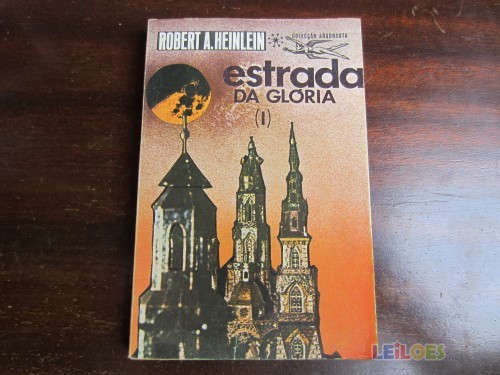 ROBERT A. HEINLEIN
COLECÇÃO ARGONAUTA
estrada
DA GLÓRIA
(I)
LEiLOES